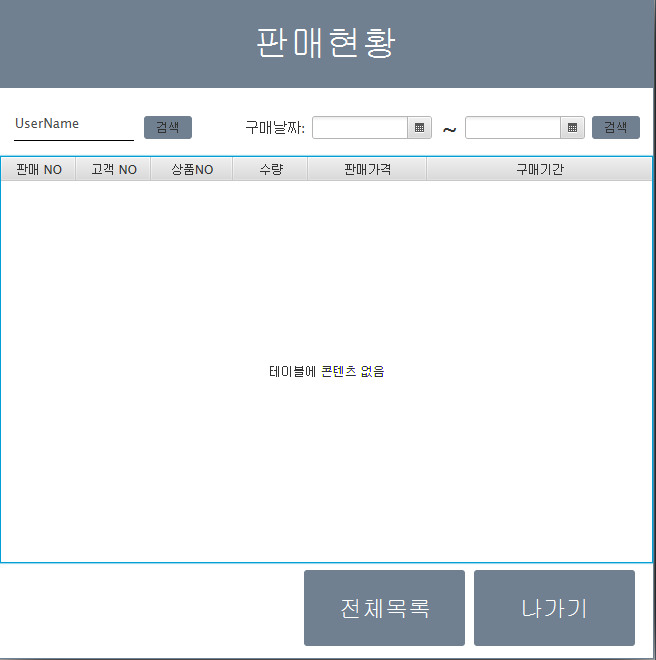 판매현황
UserName 검색 구매날짜: ~ 검색
판매 NO 고객 NO 상품NO 수량 판매가격 구매기간
테이블에 콘텐츠 없음
전체목록 나가기